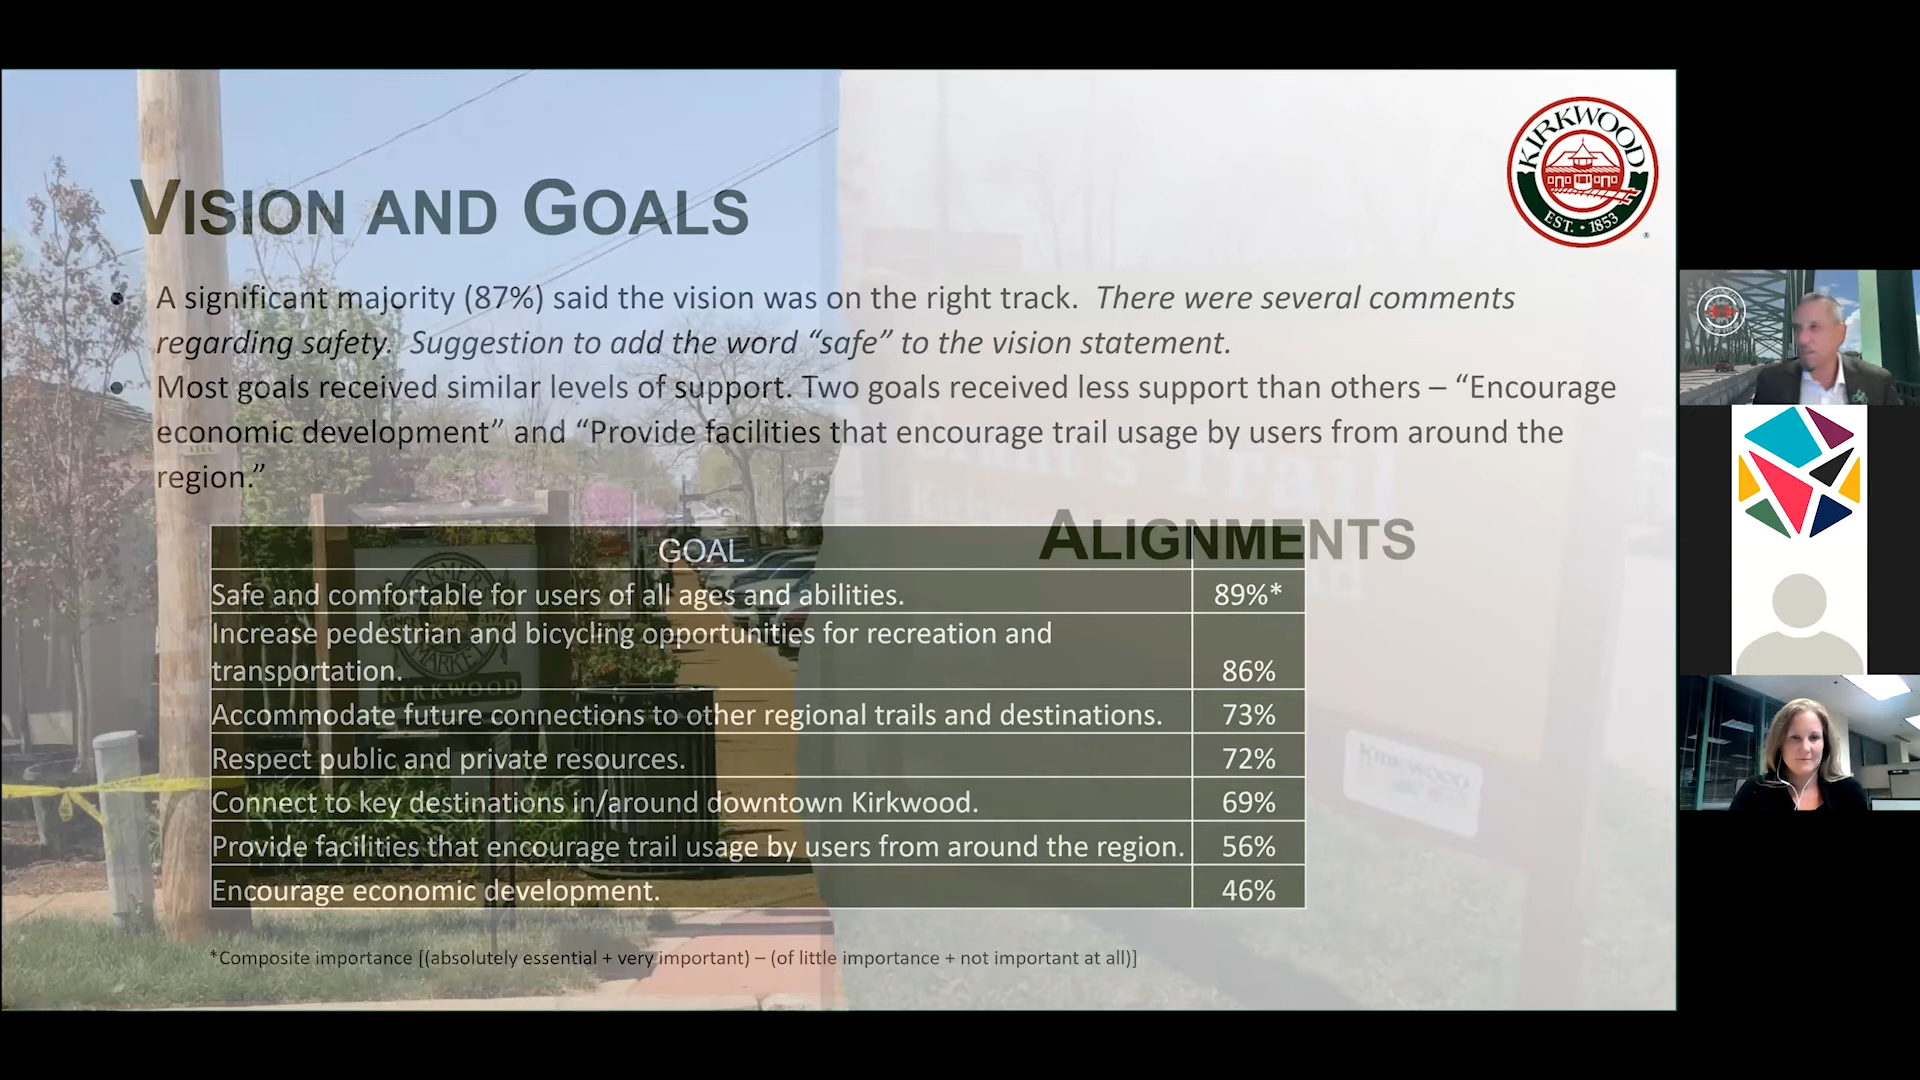 KIRKWOOD
EST. • 1853
®
VISION AND GOALS
• A significant majority (87%) said the vision was on the right track. There were several comments
regarding safety. Suggestion to add the word “safe” to the vision statement.
• Most goals received similar levels of support. Two goals received less support than others – “Encourage
economic development” and “Provide facilities that encourage trail usage by users from around the
region.”
Trail
ALIGNMENTS
GOAL
Safe and comfortable for users of all ages and abilities. 89%*
Increase pedestrian and bicycling opportunities for recreation and
transportation. 86%
Accommodate future connections to other regional trails and destinations. 73%
Respect public and private resources. 72%
Connect to key destinations in/around downtown Kirkwood. 69%
Provide facilities that encourage trail usage by users from around the region. 56%
Encourage economic development. 46%
FARMERS
MARKET
KIRKWOOD
KIRKWOOD
*Composite importance [(absolutely essential + very important) – (of little importance + not important at all)]